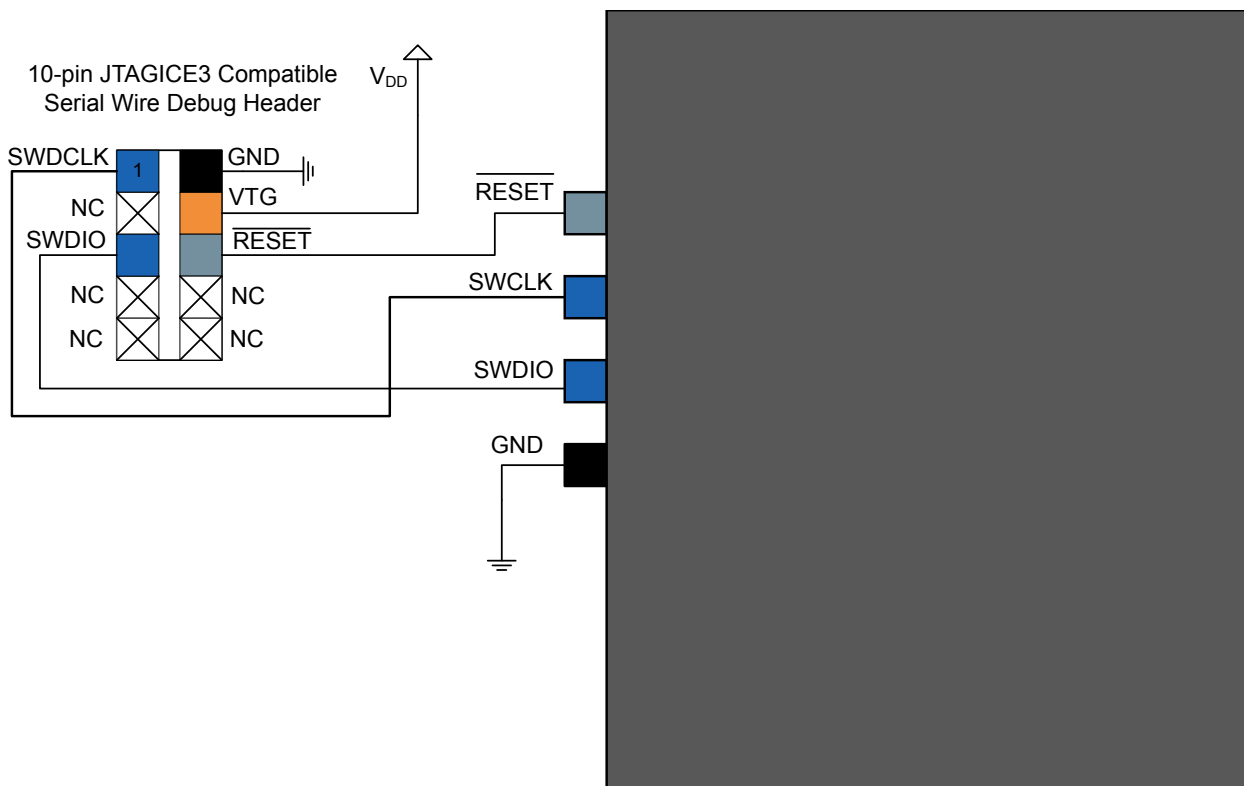 10-pin JTAGICE3 Compatible
Serial Wire Debug Header
VDD
SWDCLK
1
GND
NC
VTG
SWDIO
RESET
NC
NC
NC
NC
RESET
SWCLK
SWDIO
GND